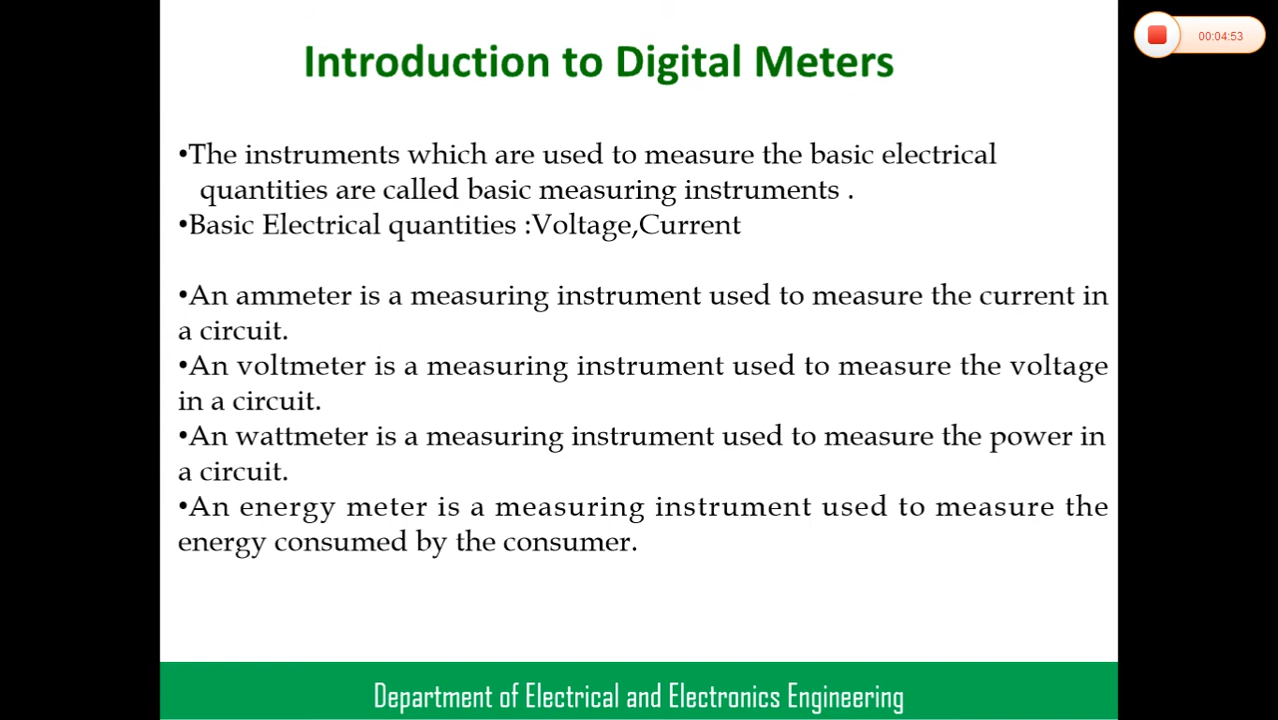 00:04:53
Introduction to Digital Meters
•The instruments which are used to measure the basic electrical
quantities are called basic measuring instruments .
•Basic Electrical quantities :Voltage,Current
•An ammeter is a measuring instrument used to measure the current in
a circuit.
•An voltmeter is a measuring instrument used to measure the voltage
in a circuit.
•An wattmeter is a measuring instrument used to measure the power in
a circuit.
•An energy meter is a measuring instrument used to measure the
energy consumed by the consumer.
Department of Electrical and Electronics Engineering